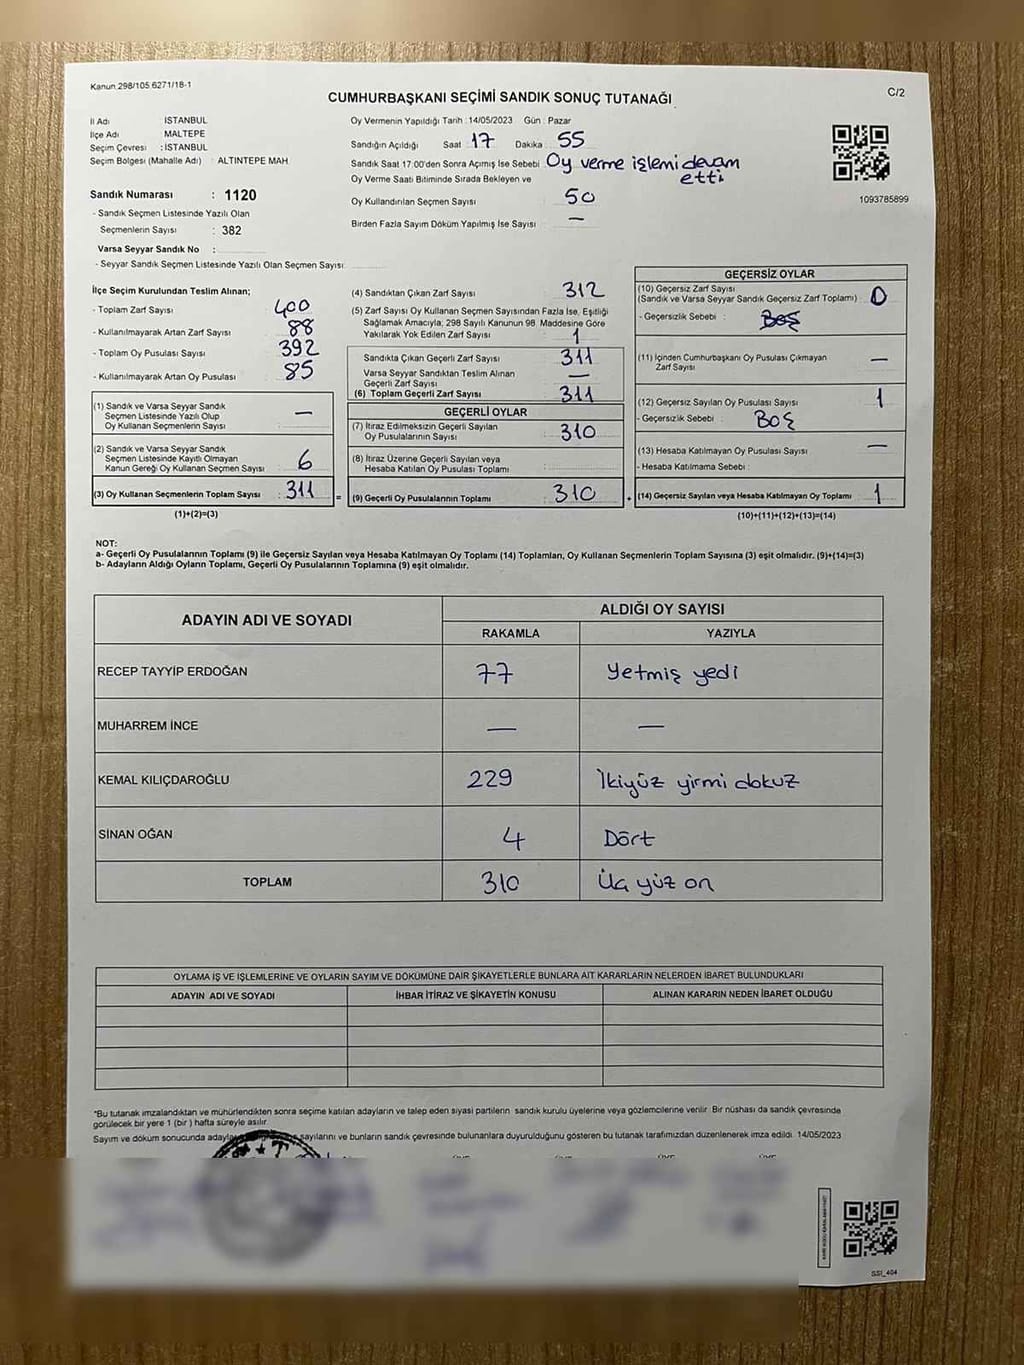 Kanun 298/105 6271/18-1
C/2
CUMHURBAŞKANI SEÇİMİ SANDIK SONUÇ TUTANAĞI
İl Adı İSTANBUL
İlçe Adı MALTEPE
Seçim Çevresi : İSTANBUL
Seçim Bölgesi (Mahalle Adı) : ALTINTEPE MAH.
Sandık Numarası : 1120
- Sandık Seçmen Listesinde Yazılı Olan
Seçmenlerin Sayısı : 382
Varsa Seyyar Sandık No :
- Seyyar Sandık Seçmen Listesinde Yazılı Olan Seçmen Sayısı:
Oy Vermenin Yapıldığı Tarih : 14/05/2023 Gün : Pazar
Sandığın Açıldığı Saat 17 Dakika 55
Sandık Saat 17:00'den Sonra Açımış İse Sebebi Oy verme işlemi devam
etti
Oy Verme Saati Bitiminde Sırada Bekleyen ve
Oy Kullandırılan Seçmen Sayısı 50
Birden Fazla Sayım Döküm Yapılmış İse Sayısı —
1093785899
İlçe Seçim Kurulundan Teslim Alınan;
- Toplam Zarf Sayısı 400
- Kullanılmayarak Artan Zarf Sayısı 88
- Toplam Oy Pusulası Sayısı 392
- Kullanılmayarak Artan Oy Pusulası 85
(1) Sandık ve Varsa Seyyar Sandık
Seçmen Listesinde Yazılı Olup
Oy Kullanan Seçmenlerin Sayısı —
(2) Sandık ve Varsa Seyyar Sandık
Seçmen Listesinde Kayıtlı Olmayan
Kanun Gereği Oy Kullanan Seçmen Sayısı 6
(3) Oy Kullanan Seçmenlerin Toplam Sayısı : 311 =
(1)+(2)=(3)
(4) Sandıktan Çıkan Zarf Sayısı 312
(5) Zarf Sayısı Oy Kullanan Seçmen Sayısından Fazla İse, Eşitliği
Sağlamak Amacıyla; 298 Sayılı Kanunun 98 Maddesine Göre
Yakılarak Yok Edilen Zarf Sayısı 1
Sandıkta Çıkan Geçerli Zarf Sayısı 311
Varsa Seyyar Sandıktan Teslim Alınan
Geçerli Zarf Sayısı —
(6) Toplam Geçerli Zarf Sayısı 311
GEÇERLİ OYLAR
(7) İtiraz Edilmeksizin Geçerli Sayılan
Oy Pusulalarının Sayısı 310
(8) İtiraz Üzerine Geçerli Sayılan veya
Hesaba Katılan Oy Pusulası Toplamı
(9) Geçerli Oy Pusulalarının Toplamı 310
GEÇERSİZ OYLAR
(10) Geçersiz Zarf Sayısı
(Sandık ve Varsa Seyyar Sandık Geçersiz Zarf Toplamı) 0
- Geçersizlik Sebebi : Boş
(11) İçinden Cumhurbaşkanı Oy Pusulası Çıkmayan
Zarf Sayısı —
(12) Geçersiz Sayılan Oy Pusulası Sayısı 1
- Geçersizlik Sebebi : Boş
(13) Hesaba Katılmayan Oy Pusulası Sayısı —
- Hesaba Katılmama Sebebi :
(14) Geçersiz Sayılan veya Hesaba Katılmayan Oy Toplamı 1
(10)+(11)+(12)+(13)=(14)
NOT:
a- Geçerli Oy Pusulalarının Toplamı (9) ile Geçersiz Sayılan veya Hesaba Katılmayan Oy Toplamı (14) Toplamları, Oy Kullanan Seçmenlerin Toplam Sayısına (3) eşit olmalıdır. (9)+(14)=(3)
b- Adayların Aldığı Oyların Toplamı, Geçerli Oy Pusulalarının Toplamına (9) eşit olmalıdır.
ADAYIN ADI VE SOYADI ALDIĞI OY SAYISI
RAKAMLA YAZIYLA
RECEP TAYYİP ERDOĞAN 77 Yetmiş yedi
MUHARREM İNCE — —
KEMAL KILIÇDAROĞLU 229 İkiyüz yirmi dokuz
SİNAN OĞAN 4 Dört
TOPLAM 310 Üç yüz on
OYLAMA İŞ VE İŞLEMLERİNE VE OYLARIN SAYIM VE DÖKÜMÜNE DAİR ŞİKAYETLERLE BUNLARA AİT KARARLARIN NELERDEN İBARET BULUNDUKLARI
ADAYIN ADI VE SOYADI İHBAR İTİRAZ VE ŞİKAYETİN KONUSU ALINAN KARARIN NEDEN İBARET OLDUĞU
*Bu tutanak imzalandıktan ve mühürlendikten sonra seçime katılan adayların ve talep eden siyasi partilerin sandık kurulu üyelerine veya gözlemcilerine verilir. Bir nüshası da sandık çevresinde
görülecek bir yere 1 (bir) hafta süreyle asılır.
Sayım ve döküm sonucunda sayılarını ve bunların sandık çevresinde bulunanlara duyurulduğunu gösteren bu tutanak tarafımızdan düzenlenerek imza edildi. 14/05/2023
SSI_404